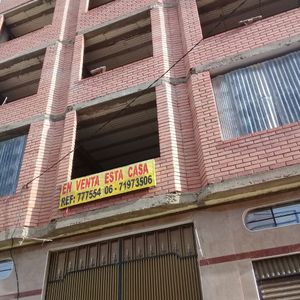 EN VENTA ESTA CASA
REF: 777554 06 - 71973506